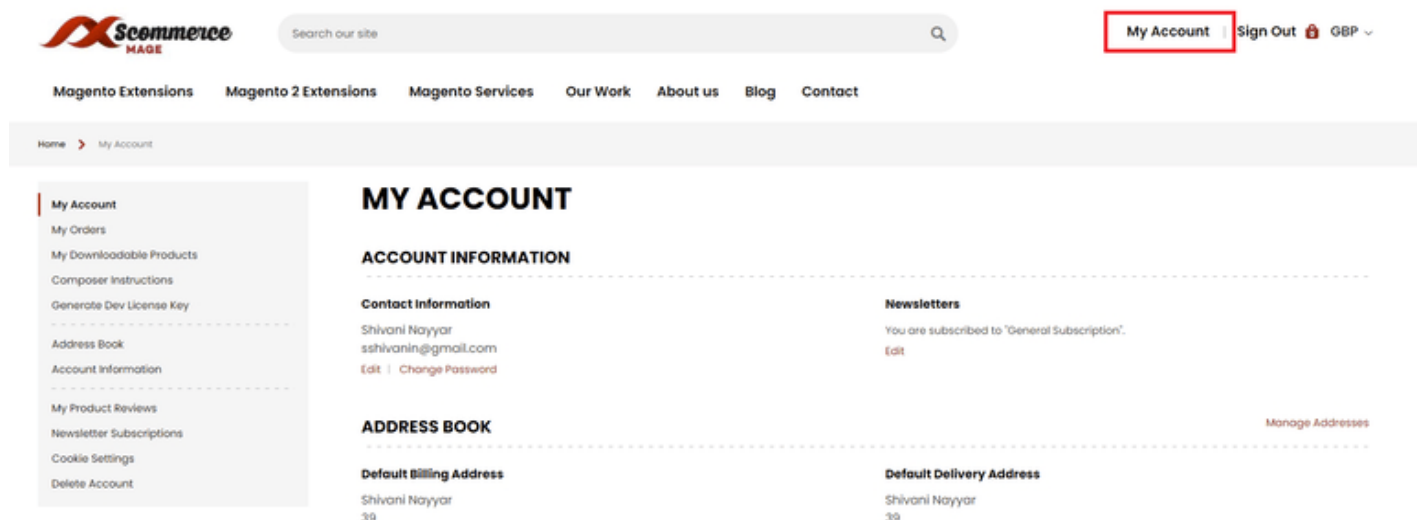 Scommerce
MAGE
Search our site
My Account | Sign Out GBP
Magento Extensions Magento 2 Extensions Magento Services Our Work About us Blog Contact
Home My Account
My Account
My Orders
My Downloadable Products
Composer Instructions
Generate Dev License Key
Address Book
Account Information
My Product Reviews
Newsletter Subscriptions
Cookie Settings
Delete Account
MY ACCOUNT
ACCOUNT INFORMATION
Contact Information
Shivani Nayyar
sshivanin@gmail.com
Edit | Change Password
Newsletters
You are subscribed to "General Subscription".
Edit
ADDRESS BOOK
Manage Addresses
Default Billing Address
Shivani Nayyar
39
Default Delivery Address
Shivani Nayyar
39